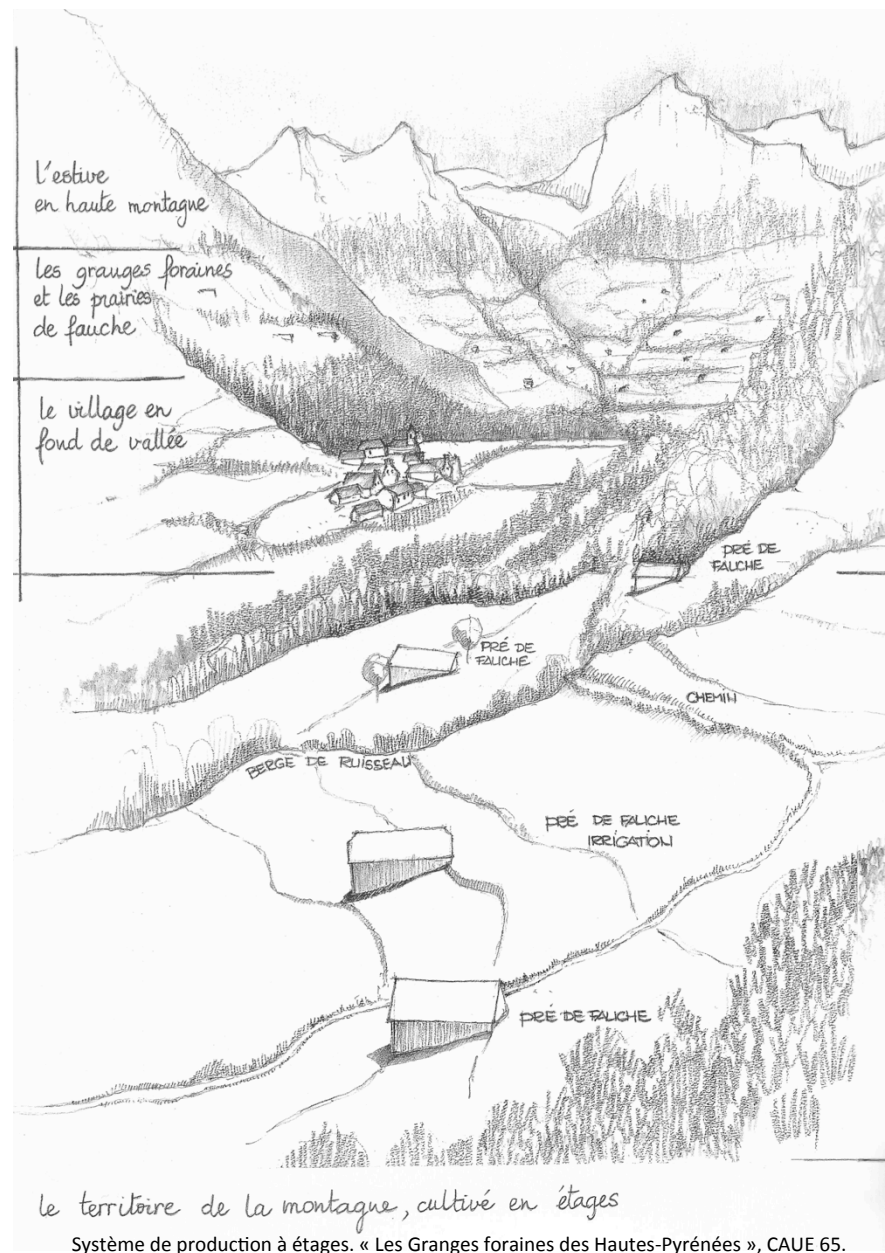 l'estive
en haute montagne
les granges foraines
et les prairies
de fauche
le village en
fond de vallée
PRÉ DE
FAUCHE
PRÉ DE
FAUCHE
CHEMIN
BERGE DE RUISSEAU
PRÉ DE FAUCHE
IRRIGATION
PRÉ DE FAUCHE
le territoire de la montagne, cultivé en étages
Système de production à étages. « Les Granges foraines des Hautes-Pyrénées », CAUE 65.